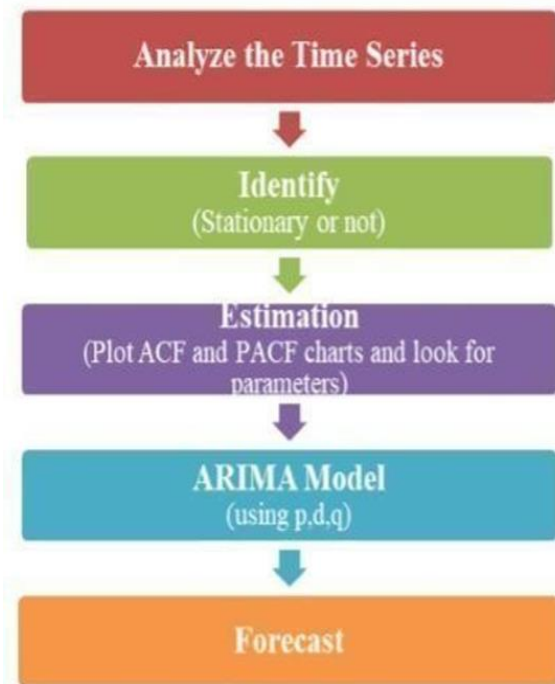 Analyze the Time Series
Identify
(Stationary or not)
Estimation
(Plot ACF and PACF charts and look for
parameters)
ARIMA Model
(using p,d,q)
Forecast